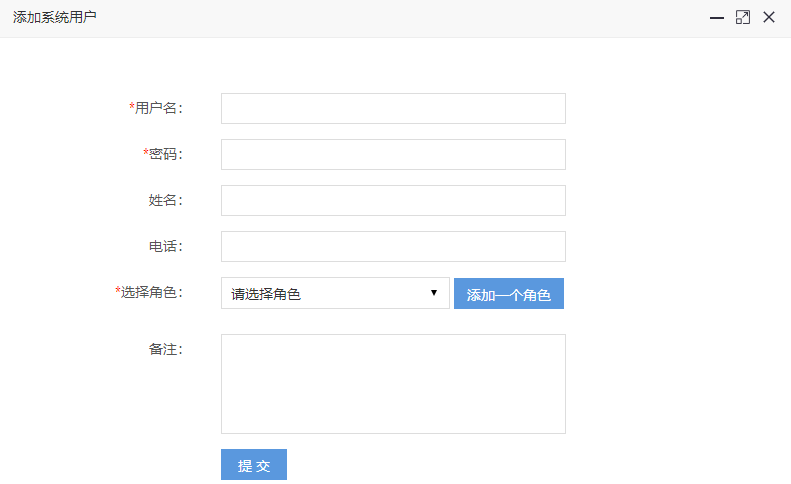 添加系统用户
*用户名：
*密码：
姓名：
电话：
*选择角色：
请选择角色
添加一个角色
备注：
提 交